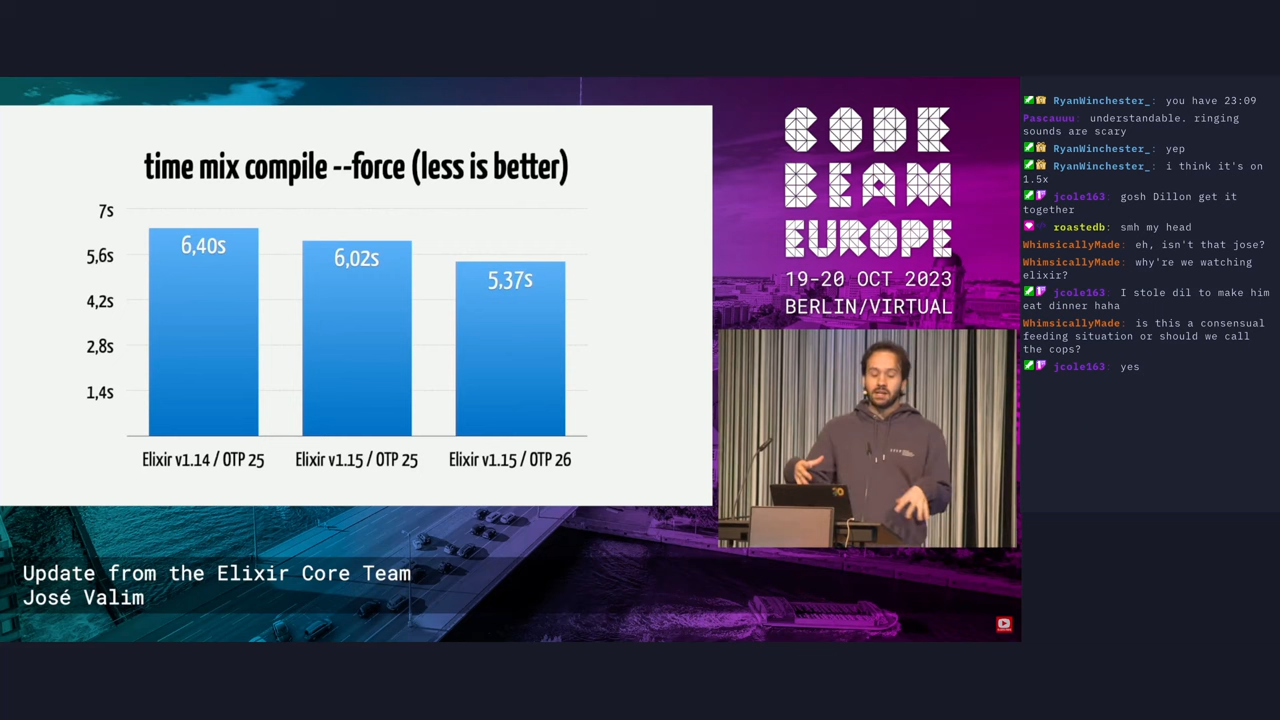 time mix compile --force (less is better)
7s
5,6s
4,2s
2,8s
1,4s
6,40s
6,02s
5,37s
Elixir v1.14 / OTP 25
Elixir v1.15 / OTP 25
Elixir v1.15 / OTP 26
CODE
BEAM
EUROPE
19-20 OCT 2023
BERLIN/VIRTUAL
Update from the Elixir Core Team
José Valim
RyanWinchester_: you have 23:09
Pascauuu: understandable. ringing
sounds are scary
RyanWinchester_: yep
RyanWinchester_: i think it's on
1.5x
jcole163: gosh Dillon get it
together
roastedb: smh my head
WhimsicallyMade: eh, isn't that jose?
WhimsicallyMade: why're we watching
elixir?
jcole163: I stole dil to make him
eat dinner haha
WhimsicallyMade: is this a consensual
feeding situation or should we call
the cops?
jcole163: yes